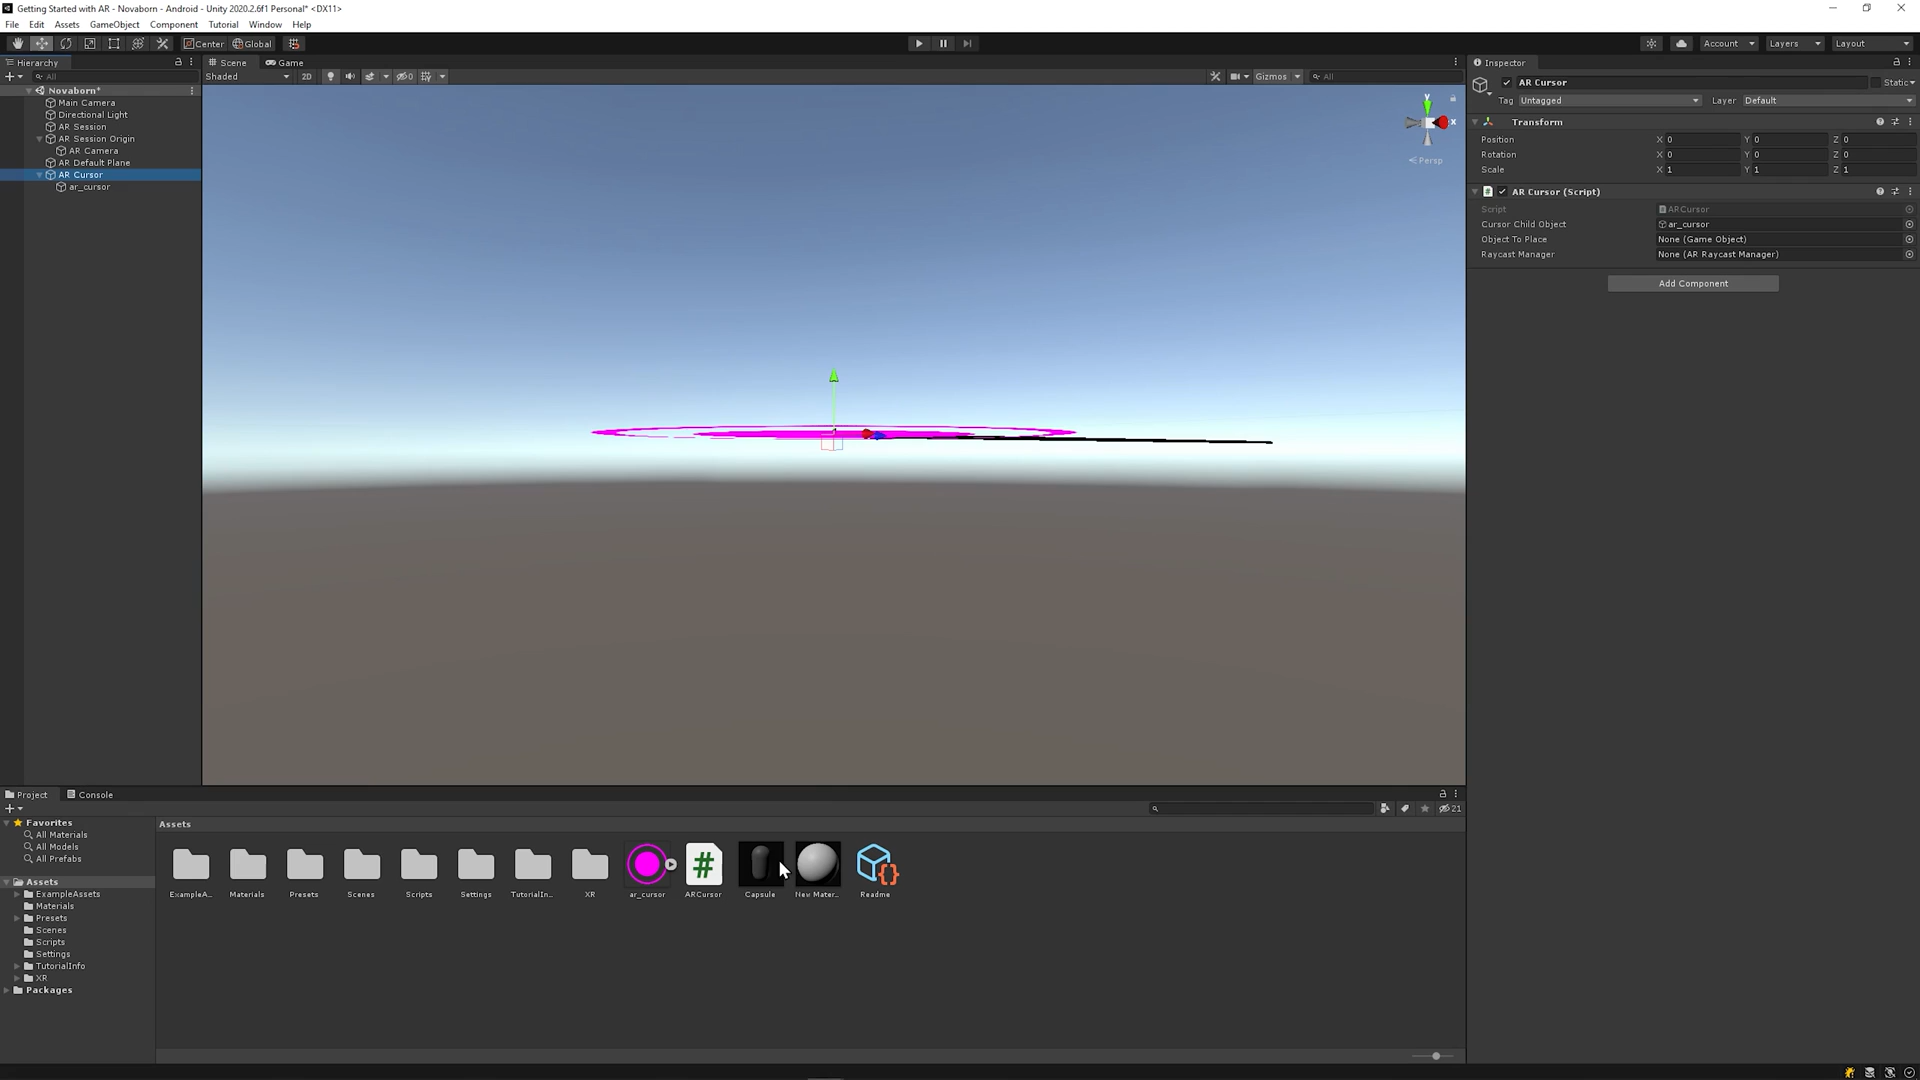 Getting Started with AR - Novaborn - Android - Unity 2020.2.6f1 Personal* <DX11>
File Edit Assets GameObject Component Tutorial Window Help
Center Global Account Layers Layout
Hierarchy
All
Novaborn*
Main Camera
Directional Light
AR Session
AR Session Origin
AR Camera
AR Default Plane
AR Cursor
ar_cursor
Scene Game
Shaded 2D 0 Gizmos All
y
x
Persp
Inspector
AR Cursor Static
Tag Untagged Layer Default
Transform
Position X 0 Y 0 Z 0
Rotation X 0 Y 0 Z 0
Scale X 1 Y 1 Z 1
# AR Cursor (Script)
Script ARCursor
Cursor Child Object ar_cursor
Object To Place None (Game Object)
Raycast Manager None (AR Raycast Manager)
Add Component
Project Console
21
Favorites
All Materials
All Models
All Prefabs
Assets
ExampleAssets
Materials
Presets
Scenes
Scripts
Settings
TutorialInfo
XR
Packages
Assets
ExampleA... Materials Presets Scenes Scripts Settings TutorialIn... XR ar_cursor ARCursor Capsule New Mater... Readme